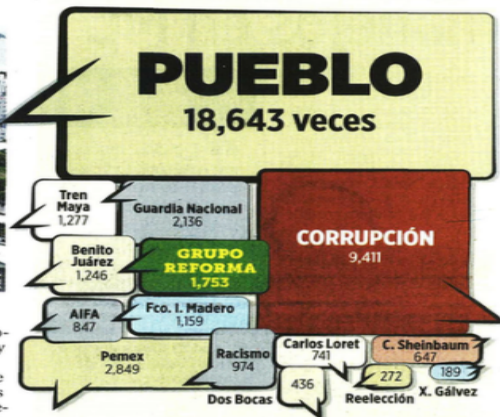 PUEBLO
18,643 veces
Tren
Maya
1,277
Guardia Nacional
2,136
CORRUPCIÓN
9,411
Benito
Juárez
1,246
GRUPO
REFORMA
1,753
AIFA
847
Fco. I. Madero
1,159
Pemex
2,849
Racismo
974
Carlos Loret
741
C. Sheinbaum
647
436
Dos Bocas
272
Reelección
189
X. Gálvez